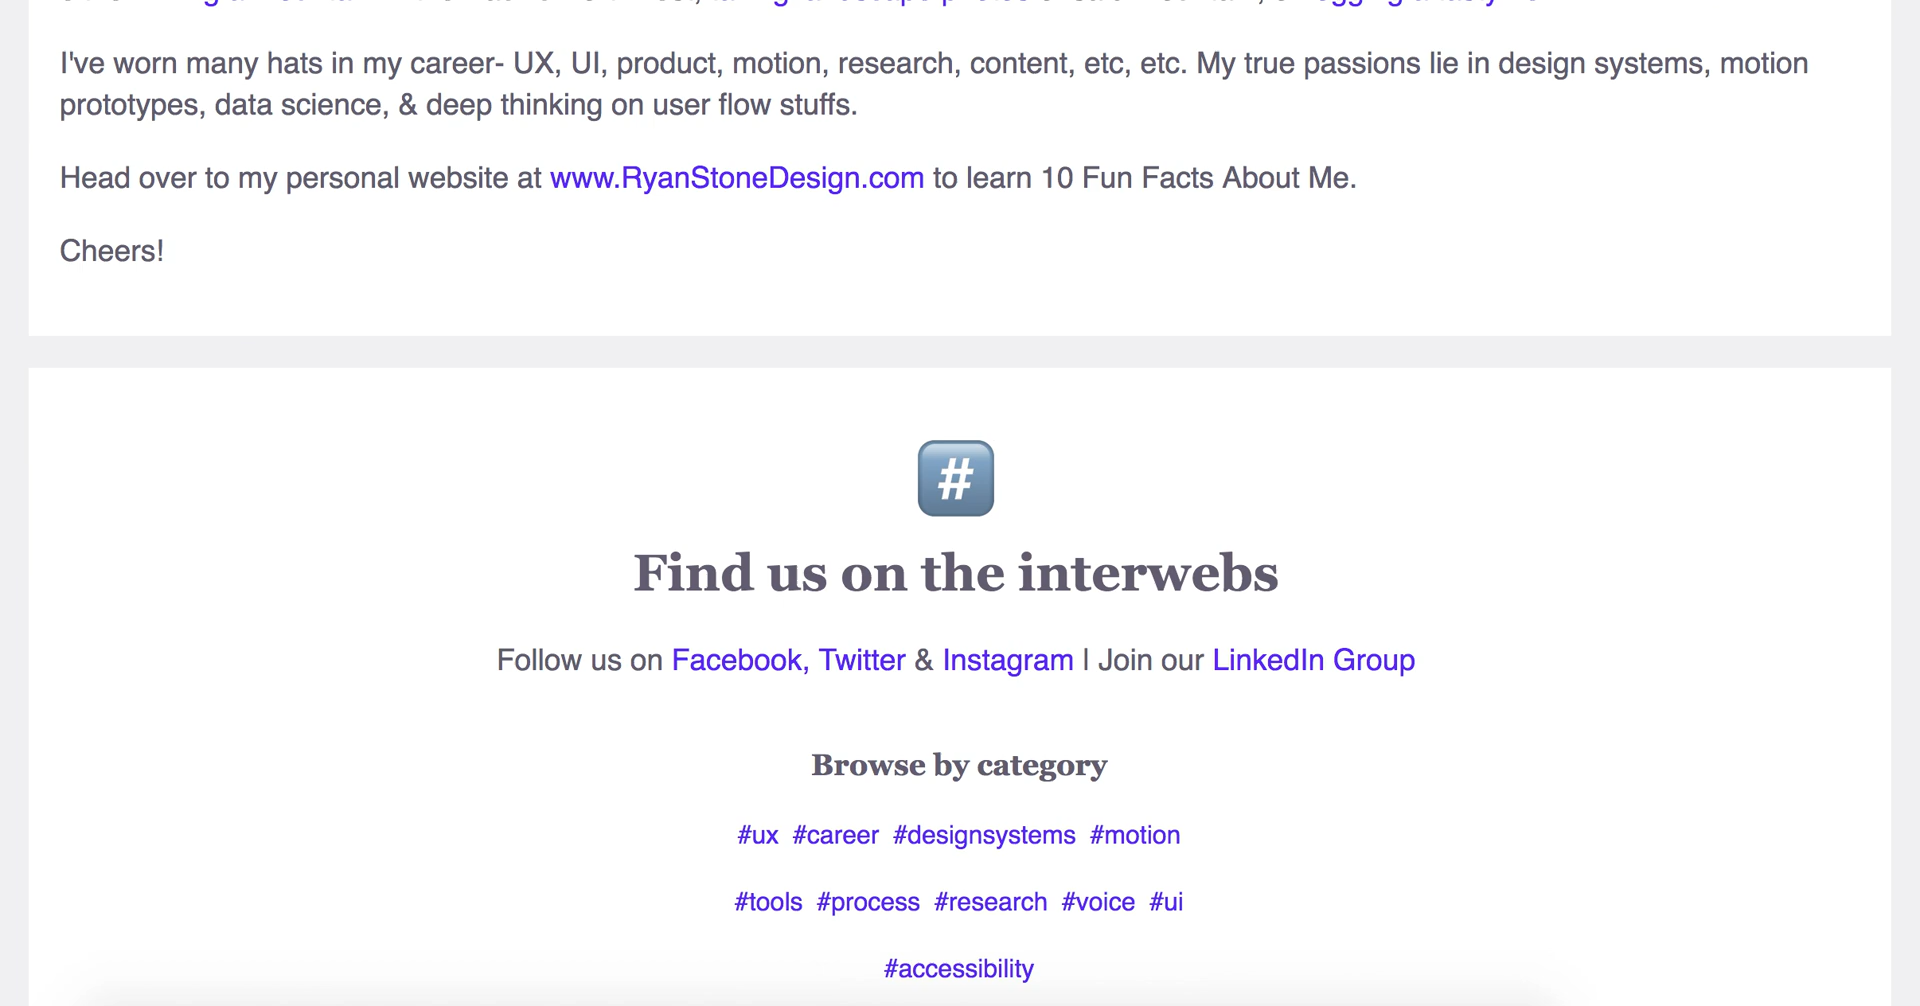 I've worn many hats in my career- UX, UI, product, motion, research, content, etc, etc. My true passions lie in design systems, motion
prototypes, data science, & deep thinking on user flow stuffs.
Head over to my personal website at www.RyanStoneDesign.com to learn 10 Fun Facts About Me.
Cheers!
#
Find us on the interwebs
Follow us on Facebook, Twitter & Instagram | Join our LinkedIn Group
Browse by category
#ux #career #designsystems #motion
#tools #process #research #voice #ui
#accessibility